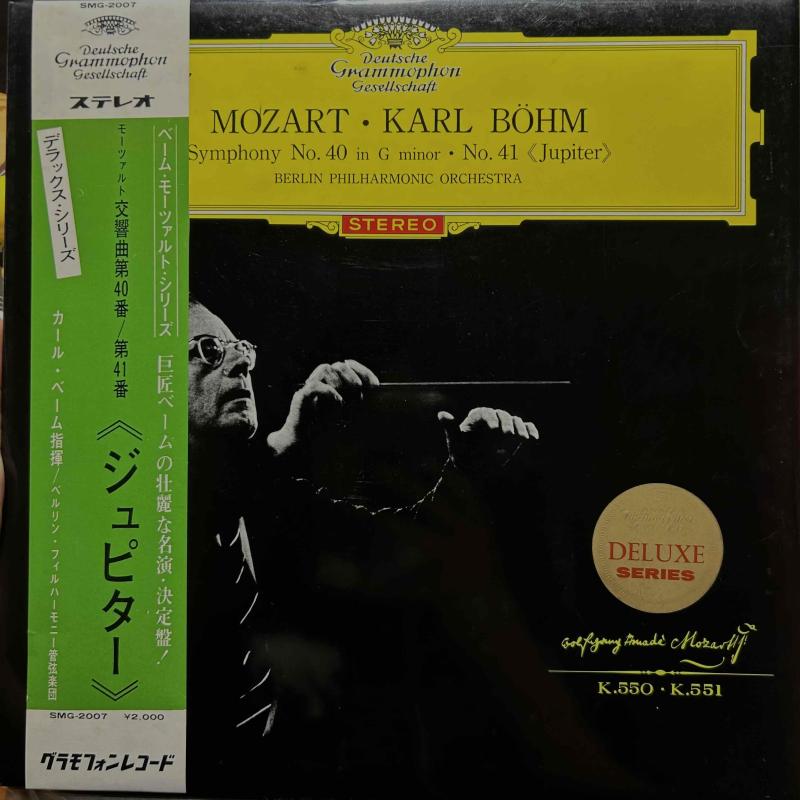 SMG-2007
Deutsche
Grammophon
Gesellschaft
ステレオ
ベーム・モーツァルト・シリーズ 巨匠ベームの壮麗な名演・決定盤!
モーツァルト 交響曲第40番/第41番《ジュピター》
デラックス・シリーズ
カール・ベーム指揮/ベルリン・フィルハーモニー管弦楽団
SMG-2007 ¥2,000
グラモフォンレコード
Deutsche
Grammophon
Gesellschaft
MOZART · KARL BÖHM
Symphony No. 40 in G minor · No. 41 《Jupiter》
BERLIN PHILHARMONIC ORCHESTRA
STEREO
DELUXE
SERIES
Wolfgang Amadè Mozart
K.550 · K.551